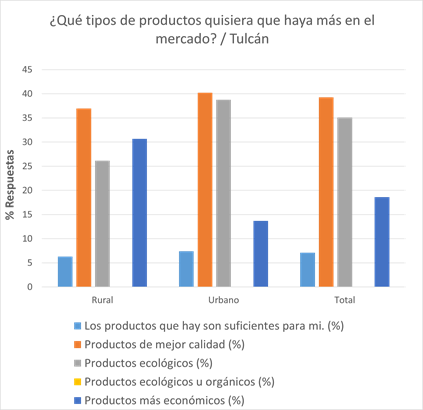 ¿Qué tipos de productos quisiera que haya más en el
mercado? / Tulcán
45
40
35
30
25
20
15
10
5
0
% Respuestas
Rural
Urbano
Total
Los productos que hay son suficientes para mi. (%)
Productos de mejor calidad (%)
Productos ecológicos (%)
Productos ecológicos u orgánicos (%)
Productos más económicos (%)